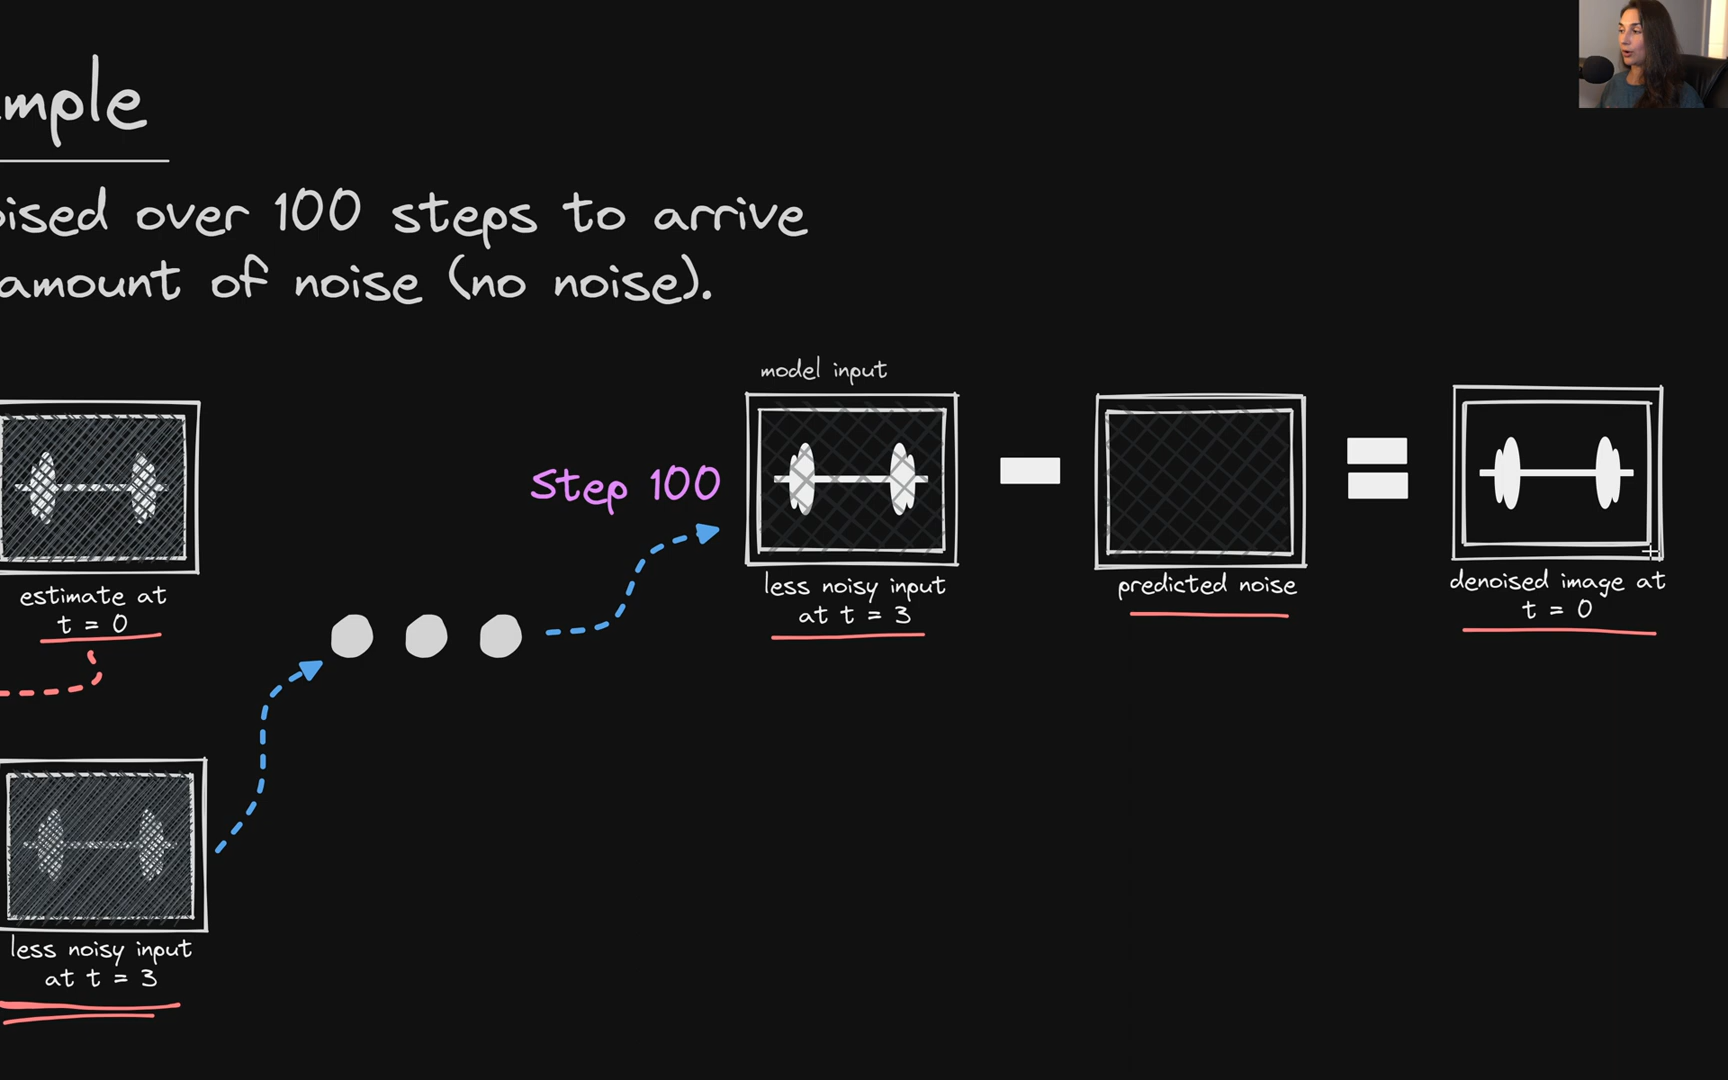 mple
ised over 100 steps to arrive
amount of noise (no noise).
model input
Step 100
less noisy input
at t = 3
predicted noise
denoised image at
t = 0
estimate at
t = 0
less noisy input
at t = 3